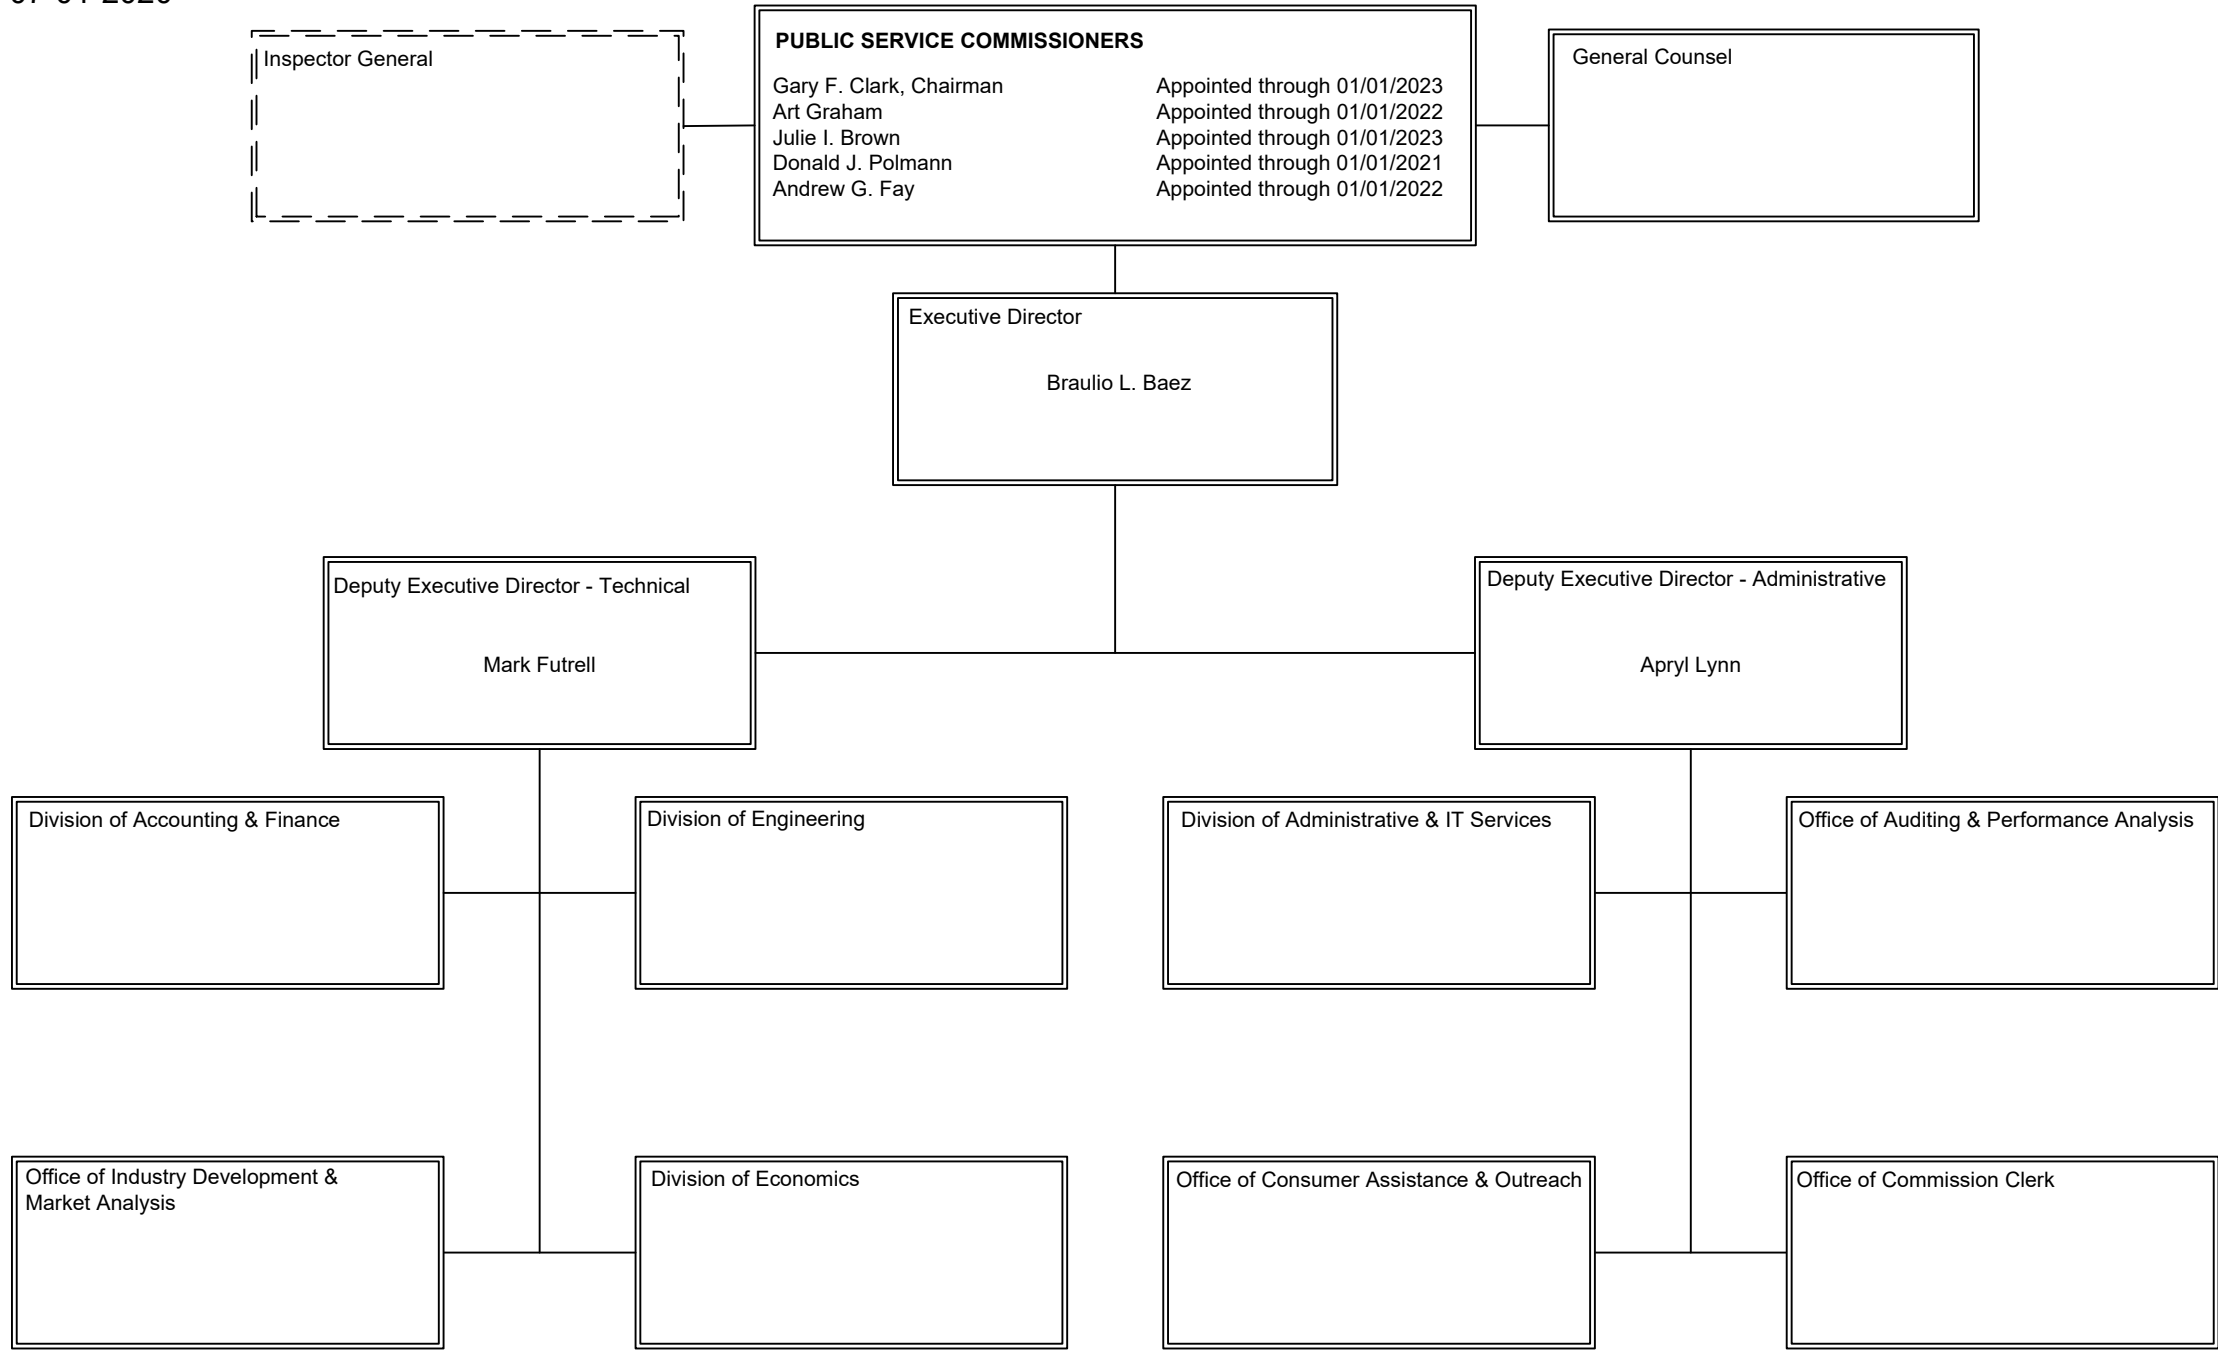 Inspector General
PUBLIC SERVICE COMMISSIONERS
Gary F. Clark, Chairman Appointed through 01/01/2023
Art Graham Appointed through 01/01/2022
Julie I. Brown Appointed through 01/01/2023
Donald J. Polmann Appointed through 01/01/2021
Andrew G. Fay Appointed through 01/01/2022
General Counsel
Executive Director
Braulio L. Baez
Deputy Executive Director - Technical
Mark Futrell
Deputy Executive Director - Administrative
Apryl Lynn
Division of Accounting & Finance
Division of Engineering
Division of Administrative & IT Services
Office of Auditing & Performance Analysis
Office of Industry Development &
Market Analysis
Division of Economics
Office of Consumer Assistance & Outreach
Office of Commission Clerk